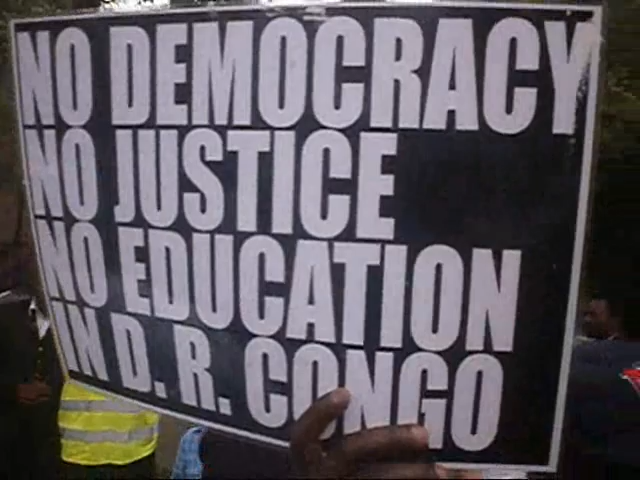 NO DEMOCRACY
NO JUSTICE
NO EDUCATION
IN D. R. CONGO